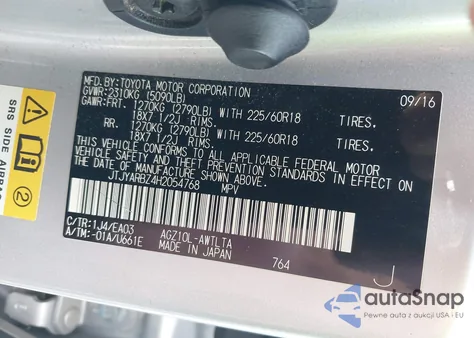 MFD.BY:TOYOTA MOTOR CORPORATION 09/16
GVWR:2310KG (5090LB)
GAWR:FRT. 1270KG (2790LB) WITH 225/60R18 TIRES.
18X7 1/2J RIMS.
RR. 1270KG (2790LB) WITH 225/60R18 TIRES.
18X7 1/2J RIMS.
THIS VEHICLE CONFORMS TO ALL APPLICABLE FEDERAL MOTOR
VEHICLE SAFETY AND THEFT PREVENTION STANDARDS IN EFFECT
ON THE DATE OF MANUFACTURE SHOWN ABOVE.
JTJYARBZ4H2054768 MPV
C/TR:1J4/EA03 AGZ10L-AWTLTA
A/TM:-01A/U661E MADE IN JAPAN 764
J
SRS SIDE AIRBAG
2
autoSnap
Pewne auta z aukcji USA i EU